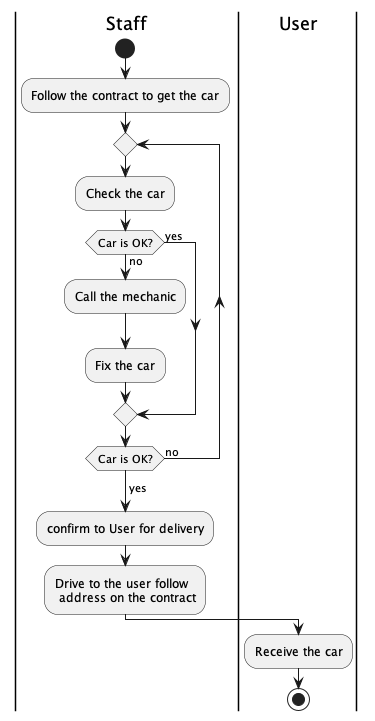 Staff
User
Follow the contract to get the car
Check the car
Car is OK?
yes
no
Call the mechanic
Fix the car
Car is OK?
no
yes
confirm to User for delivery
Drive to the user follow
address on the contract
Receive the car